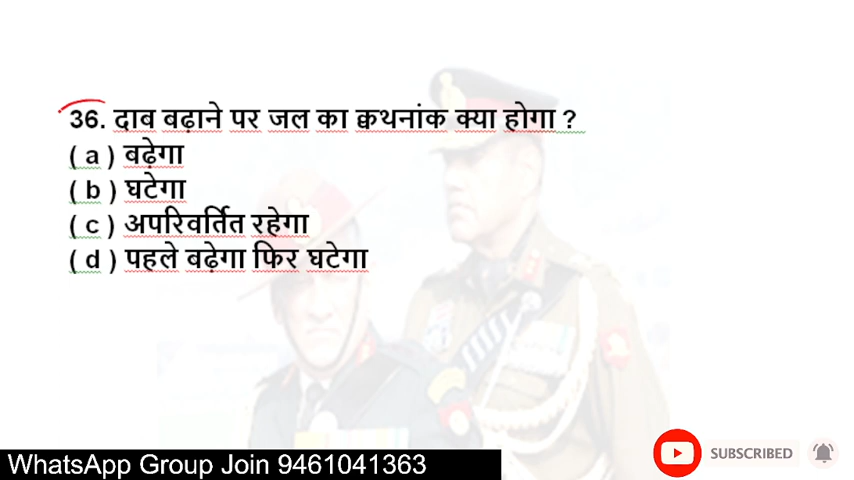 36. दाब बढ़ाने पर जल का क्वथनांक क्या होगा ?
( a ) बढ़ेगा
( b ) घटेगा
( c ) अपरिवर्तित रहेगा
( d ) पहले बढ़ेगा फिर घटेगा
SUBSCRIBED
WhatsApp Group Join 9461041363